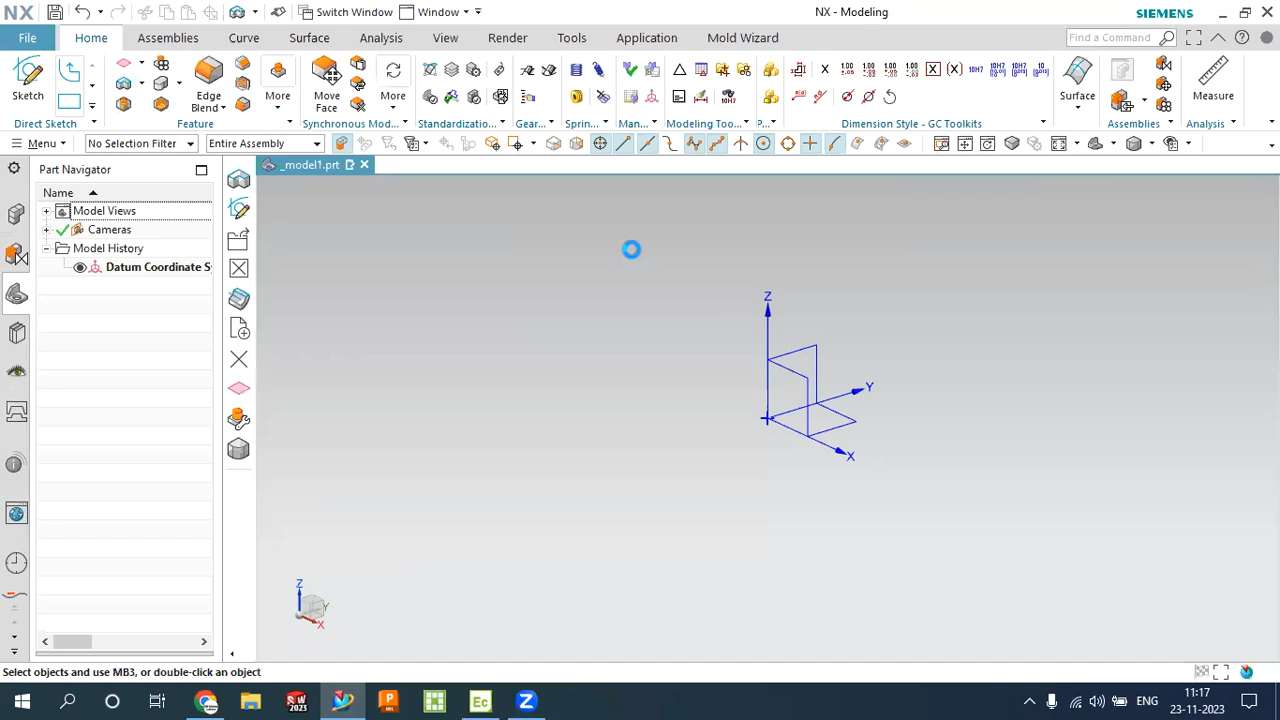 NX
Switch Window
Window
NX - Modeling
SIEMENS
File
Home
Assemblies
Curve
Surface
Analysis
View
Render
Tools
Application
Mold Wizard
Find a Command
Sketch
Edge
Blend
More
Move
Face
More
Surface
Measure
Direct Sketch
Feature
Synchronous Mod...
Standardization...
Gear...
Sprin...
Man...
Modeling Too...
P...
Dimension Style - GC Toolkits
Assemblies
Analysis
Menu
No Selection Filter
Entire Assembly
Part Navigator
_model1.prt
Name
Model Views
Cameras
Model History
Datum Coordinate Sy
Z
Y
X
Z
Y
X
Select objects and use MB3, or double-click an object
ENG
11:17
23-11-2023